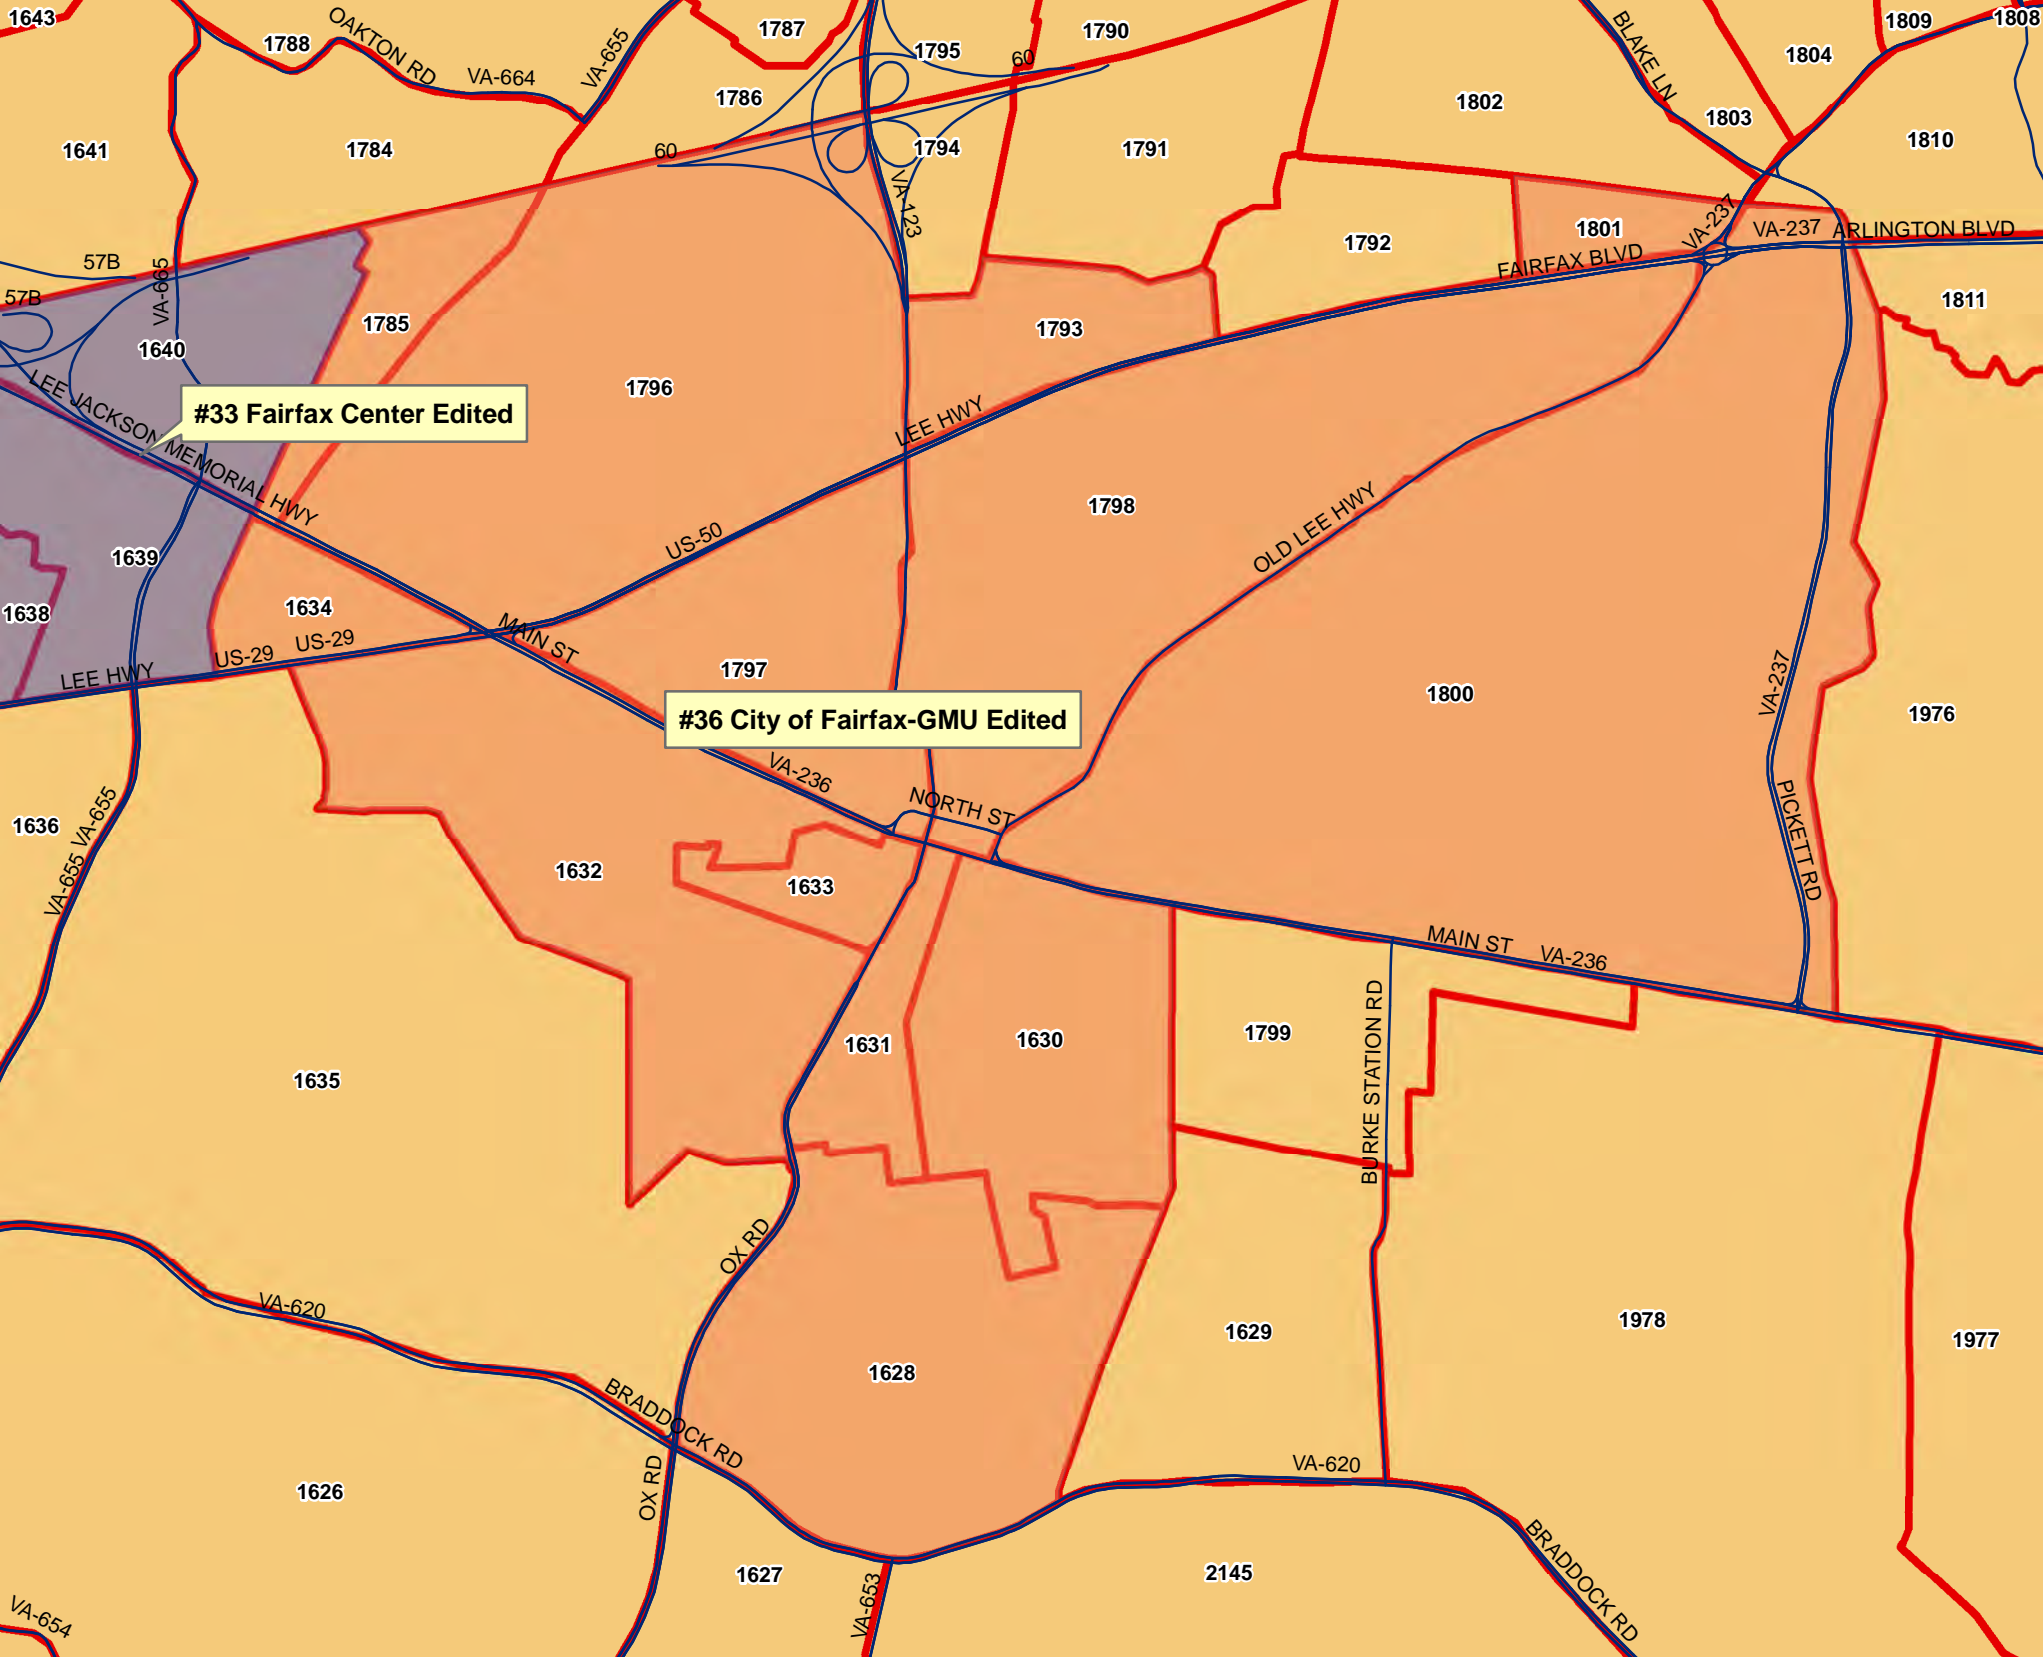 1643
1788
OAKTON RD
VA-664
VA-655
1787
1795
60
1790
BLAKE LN
1804
1809
1808
1786
1802
1803
1641
1784
60
1794
1791
1810
VA-123
1792
1801
VA-237
VA-237
ARLINGTON BLVD
57B
VA-665
FAIRFAX BLVD
57B
1785
1793
1811
1640
LEE JACKSON MEMORIAL HWY
1796
#33 Fairfax Center Edited
LEE HWY
1798
OLD LEE HWY
US-50
1639
1638
1634
US-29
US-29
LEE HWY
MAIN ST
1797
1800
VA-237
1976
#36 City of Fairfax-GMU Edited
VA-236
NORTH ST
PICKETT RD
1636
VA-655
VA-655
1632
1633
MAIN ST
VA-236
BURKE STATION RD
1799
1631
1630
1635
OX RD
VA-620
1629
1978
1977
1628
BRADDOCK RD
OX RD
VA-620
1626
BRADDOCK RD
1627
2145
VA-653
VA-654